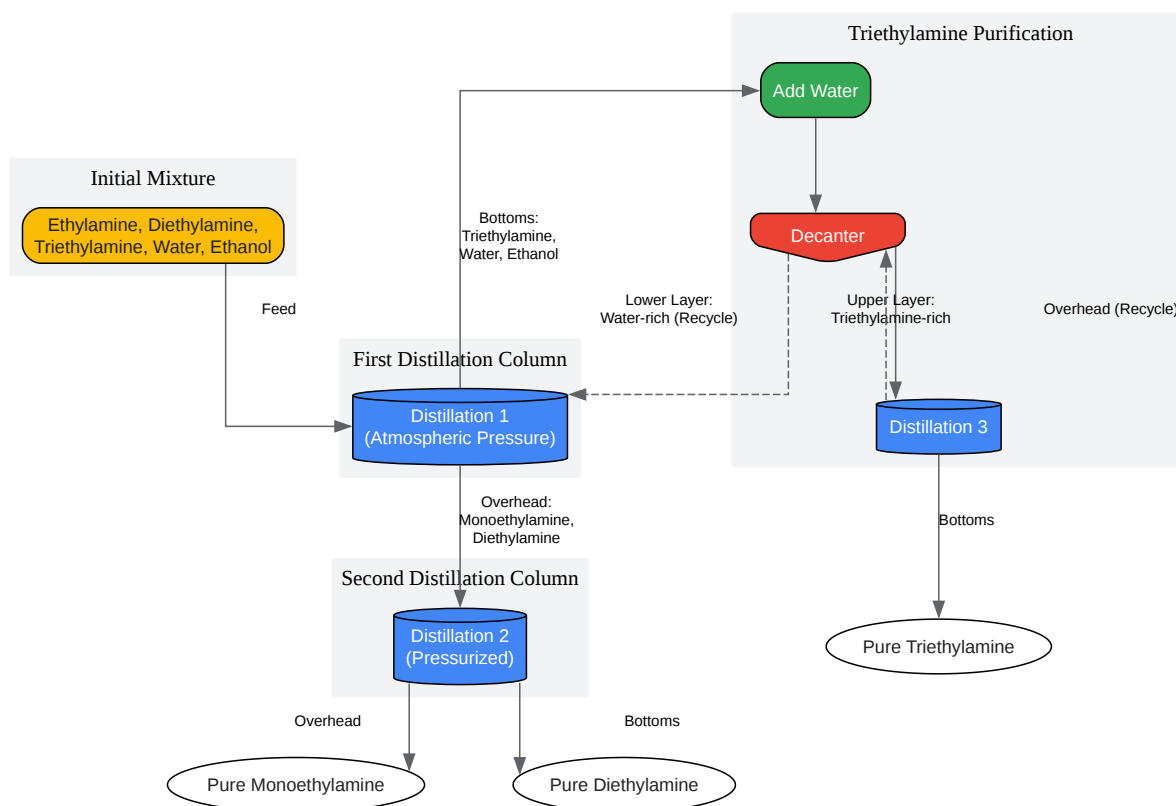 Triethylamine Purification
Add Water
Initial Mixture
Ethylamine, Diethylamine,
Triethylamine, Water, Ethanol
Bottoms:
Triethylamine,
Water, Ethanol
Decanter
Feed
Lower Layer:
Water-rich (Recycle)
Upper Layer:
Triethylamine-rich
Overhead (Recycle)
First Distillation Column
Distillation 1
(Atmospheric Pressure)
Distillation 3
Overhead:
Monoethylamine,
Diethylamine
Bottoms
Second Distillation Column
Distillation 2
(Pressurized)
Pure Triethylamine
Overhead
Bottoms
Pure Monoethylamine
Pure Diethylamine